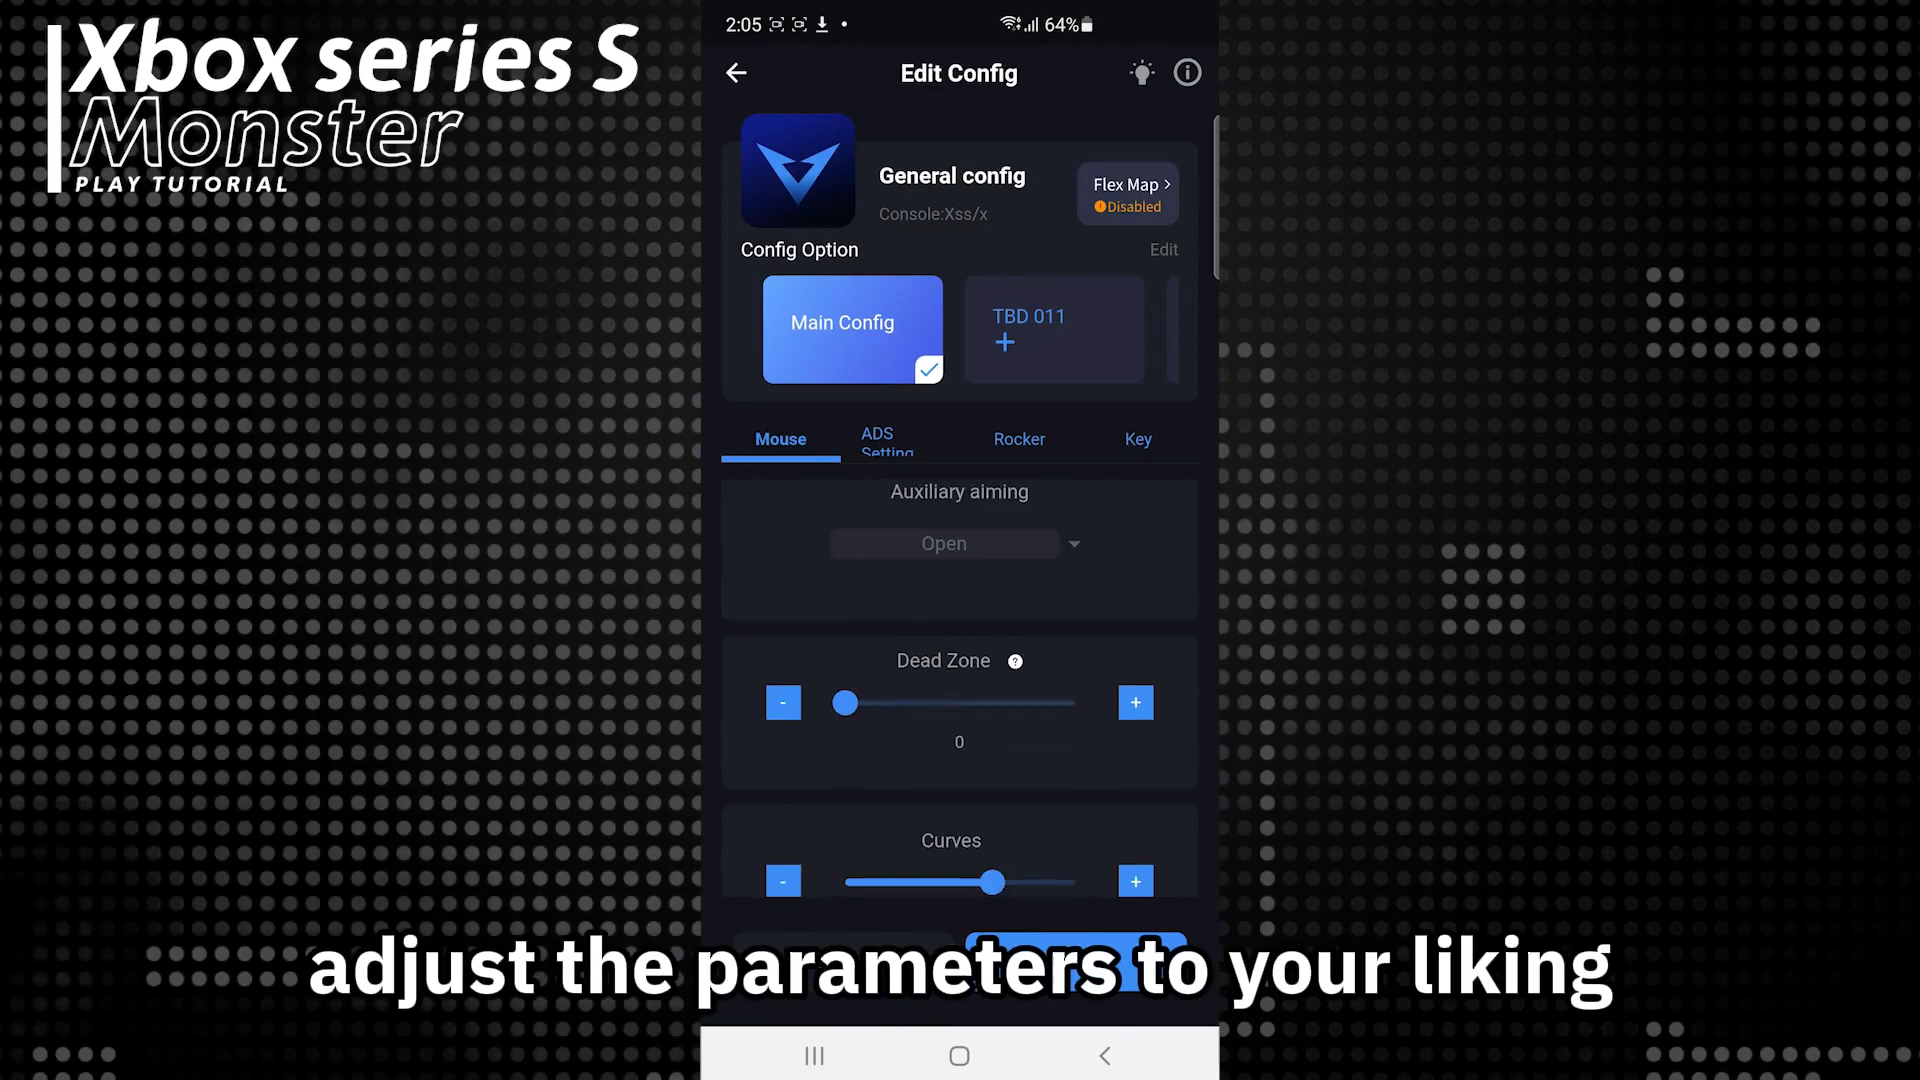 Xbox series S
Monster
PLAY TUTORIAL
2:05
64%
Edit Config
General config
Console:Xss/x
Flex Map >
Disabled
Config Option
Edit
Main Config
TBD 011
+
Mouse
ADS Setting
Rocker
Key
Auxiliary aiming
Open
Dead Zone ?
- +
0
Curves
- +
adjust the parameters to your liking